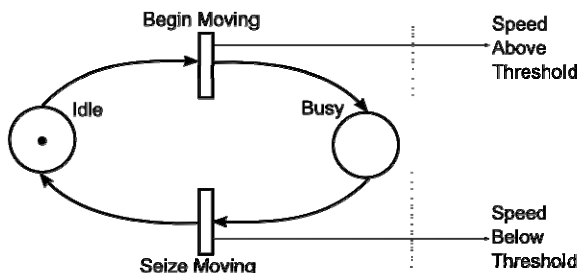 Begin Moving
Speed
Above
Threshold
Idle
Busy
Speed
Below
Threshold
Seize Moving